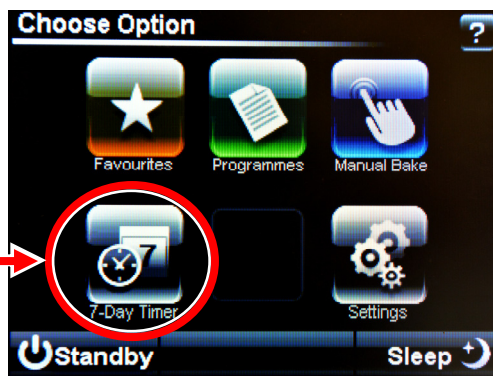 Choose Option
?
Favourites Programmes Manual Bake
7
7-Day Timer Settings
Standby Sleep